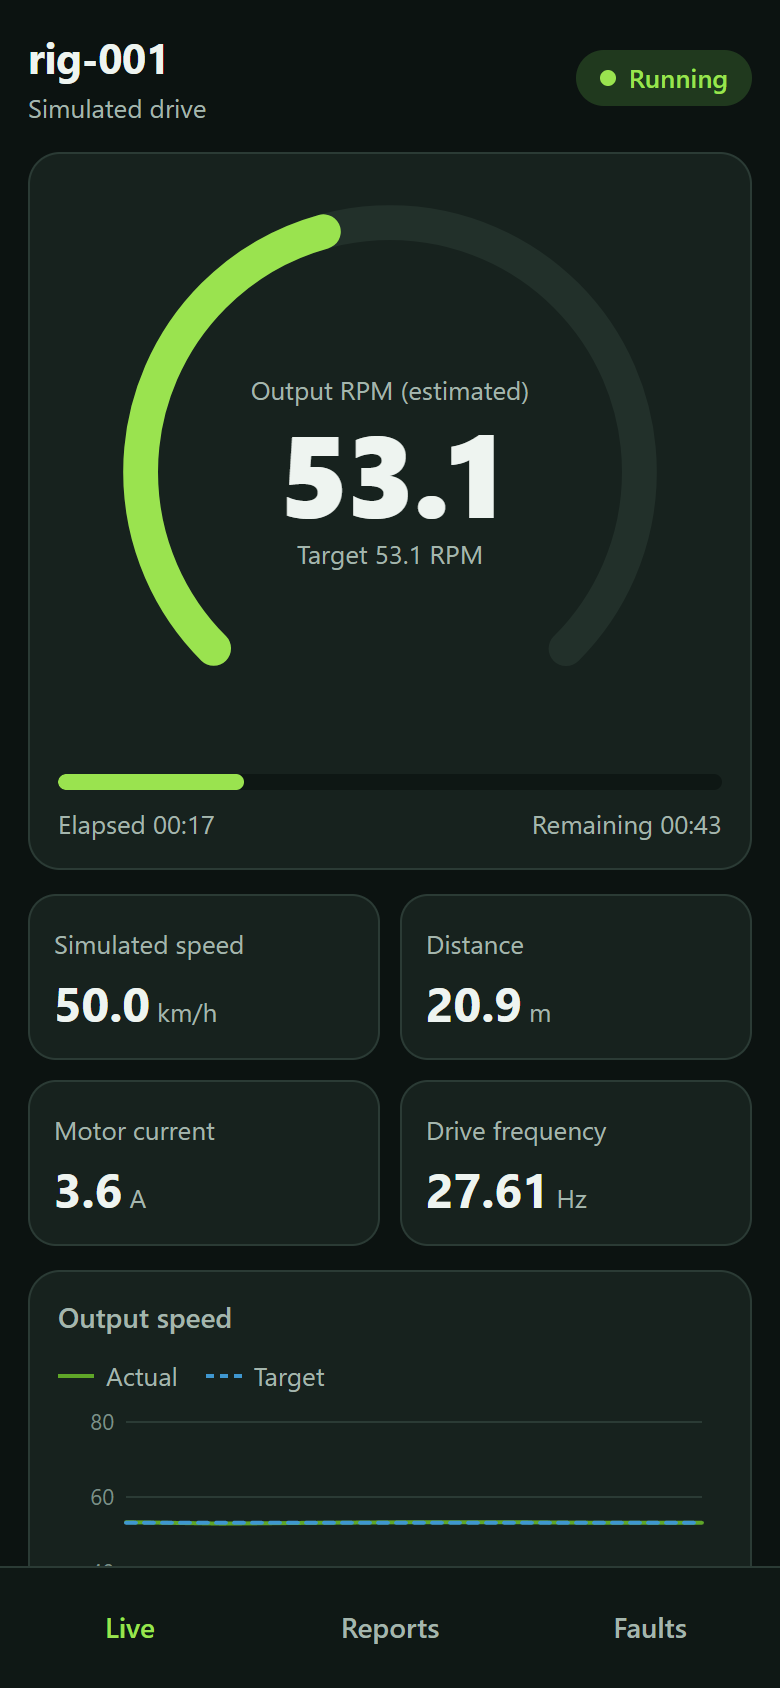 rig-001
Simulated drive
Running
Output RPM (estimated)
53.1
Target 53.1 RPM
Elapsed 00:17
Remaining 00:43
Simulated speed
50.0 km/h
Distance
20.9 m
Motor current
3.6 A
Drive frequency
27.61 Hz
Output speed
Actual
Target
80
60
Live
Reports
Faults